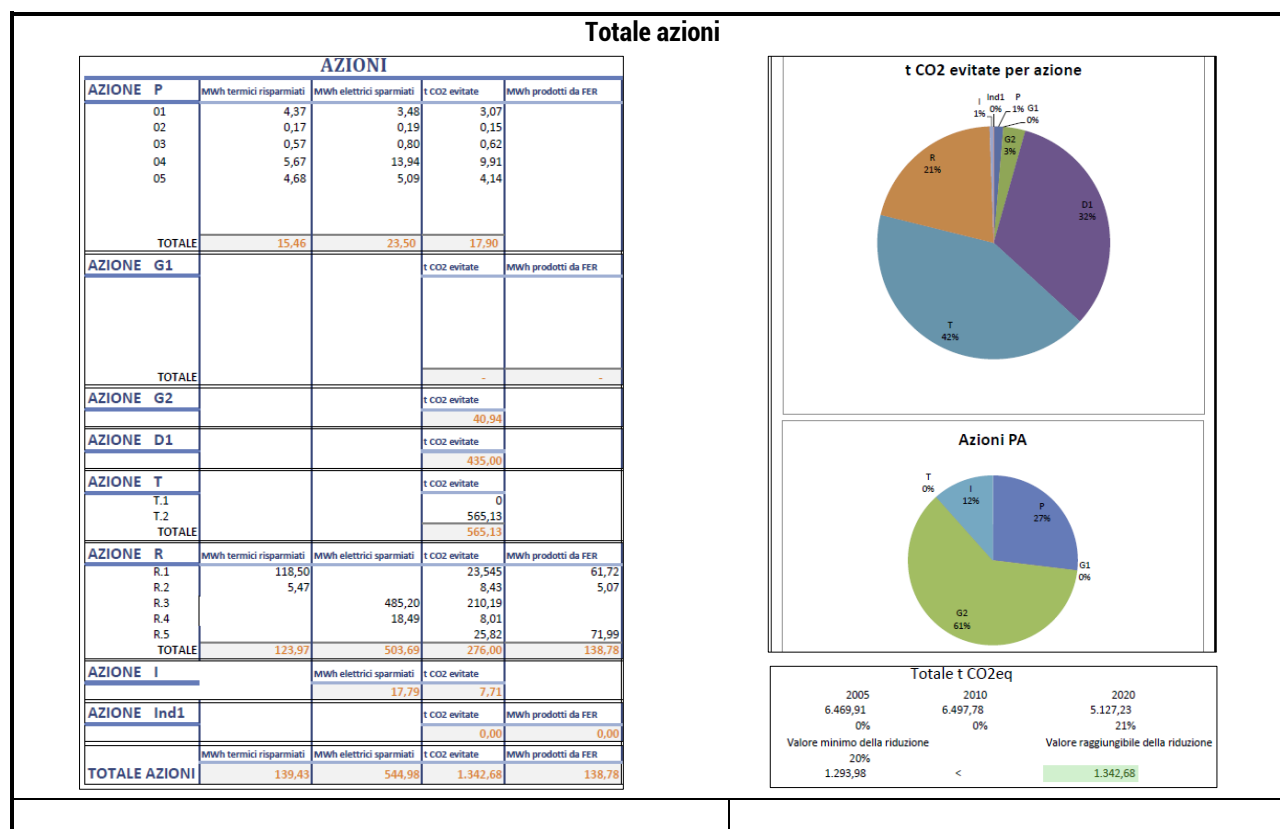 Totale azioni
AZIONI
AZIONE P MWh termici risparmiati MWh elettrici sparmiati t CO2 evitate MWh prodotti da FER
01 4,37 3,48 3,07
02 0,17 0,19 0,15
03 0,57 0,80 0,62
04 5,67 13,94 9,91
05 4,68 5,09 4,14
TOTALE 15,46 23,50 17,90
AZIONE G1 t CO2 evitate MWh prodotti da FER
TOTALE - -
AZIONE G2 t CO2 evitate
40,94
AZIONE D1 t CO2 evitate
435,00
AZIONE T t CO2 evitate
T.1 0
T.2 565,13
TOTALE 565,13
AZIONE R MWh termici risparmiati MWh elettrici sparmiati t CO2 evitate MWh prodotti da FER
R.1 118,50 23,545 61,72
R.2 5,47 8,43 5,07
R.3 485,20 210,19
R.4 18,49 8,01
R.5 25,82 71,99
TOTALE 123,97 503,69 276,00 138,78
AZIONE I MWh elettrici sparmiati t CO2 evitate
17,79 7,71
AZIONE Ind1 t CO2 evitate MWh prodotti da FER
0,00 0,00
MWh termici risparmiati MWh elettrici sparmiati t CO2 evitate MWh prodotti da FER
TOTALE AZIONI 139,43 544,98 1.342,68 138,78
t CO2 evitate per azione
I 1%
Ind1 0%
P 1%
G1 0%
G2 3%
R 21%
D1 32%
T 42%
Azioni PA
T 0%
I 12%
P 27%
G1 0%
G2 61%
Totale t CO2eq
2005 2010 2020
6.469,91 6.497,78 5.127,23
0% 0% 21%
Valore minimo della riduzione Valore raggiungibile della riduzione
20%
1.293,98 < 1.342,68